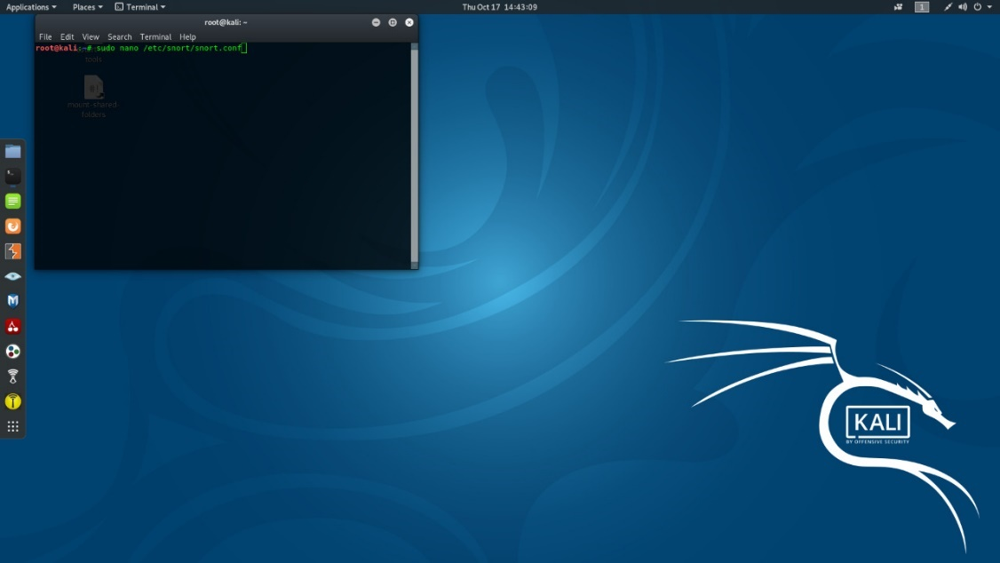 Applications Places Terminal Thu Oct 17 14:43:09 1
root@kali: ~
File Edit View Search Terminal Help
root@kali:~# sudo nano /etc/snort/snort.conf
tools
mount-shared-
folders
KALI
BY OFFENSIVE SECURITY